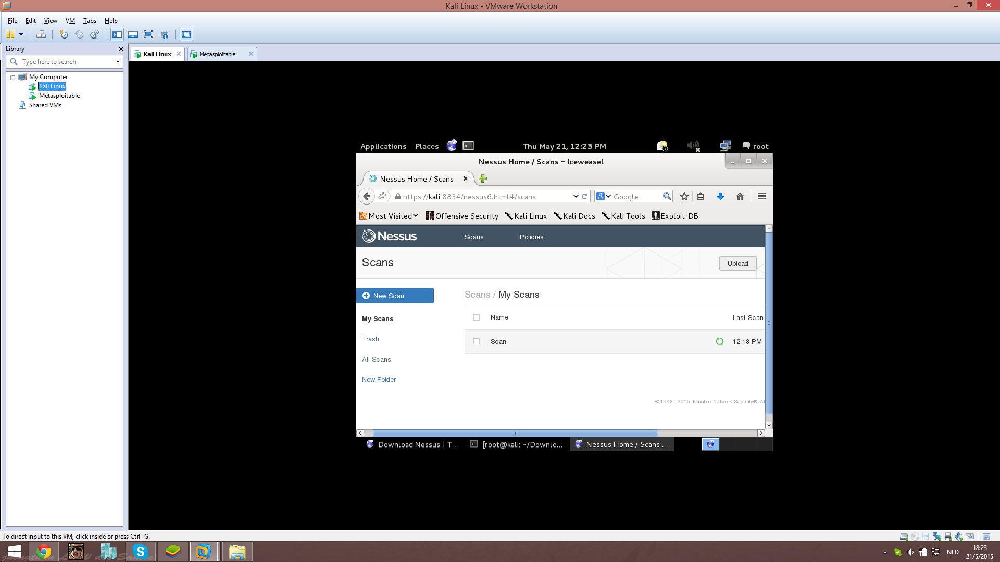 Kali Linux - VMware Workstation
File Edit View VM Tabs Help
Library
Kali Linux
Metasploitable
Type here to search
My Computer
Kali Linux
Metasploitable
Shared VMs
Applications Places Thu May 21, 12:23 PM root
Nessus Home / Scans - Iceweasel
Nessus Home / Scans
https://kali:8834/nessus6.html#/scans
Google
Most Visited Offensive Security Kali Linux Kali Docs Kali Tools Exploit-DB
Nessus Scans Policies
Scans
Upload
New Scan
Scans / My Scans
My Scans
Name Last Scan
Trash
Scan 12:18 PM
All Scans
New Folder
©1998 - 2015 Tenable Network Security®. Al
Download Nessus | T... [root@kali: ~/Downlo... Nessus Home / Scans ...
To direct input to this VM, click inside or press Ctrl+G.
NLD
18:23
21/5/2015